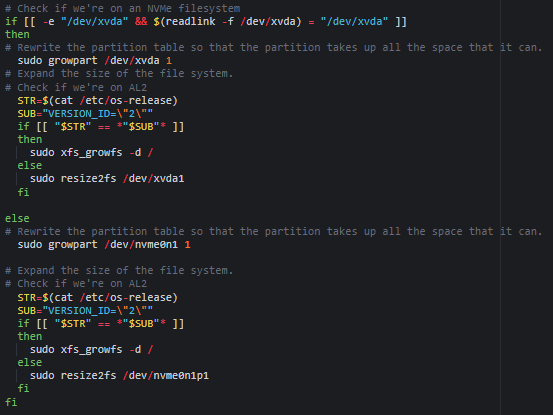 # Check if we're on an NVMe filesystem
if [[ -e "/dev/xvda" && $(readlink -f /dev/xvda) = "/dev/xvda" ]]
then
# Rewrite the partition table so that the partition takes up all the space that it can.
  sudo growpart /dev/xvda 1
# Expand the size of the file system.
# Check if we're on AL2
  STR=$(cat /etc/os-release)
  SUB="VERSION_ID=\"2\""
  if [[ "$STR" == *"$SUB"* ]]
  then
    sudo xfs_growfs -d /
  else
    sudo resize2fs /dev/xvda1
  fi

else
# Rewrite the partition table so that the partition takes up all the space that it can.
  sudo growpart /dev/nvme0n1 1

# Expand the size of the file system.
# Check if we're on AL2
  STR=$(cat /etc/os-release)
  SUB="VERSION_ID=\"2\""
  if [[ "$STR" == *"$SUB"* ]]
  then
    sudo xfs_growfs -d /
  else
    sudo resize2fs /dev/nvme0n1p1
  fi
fi